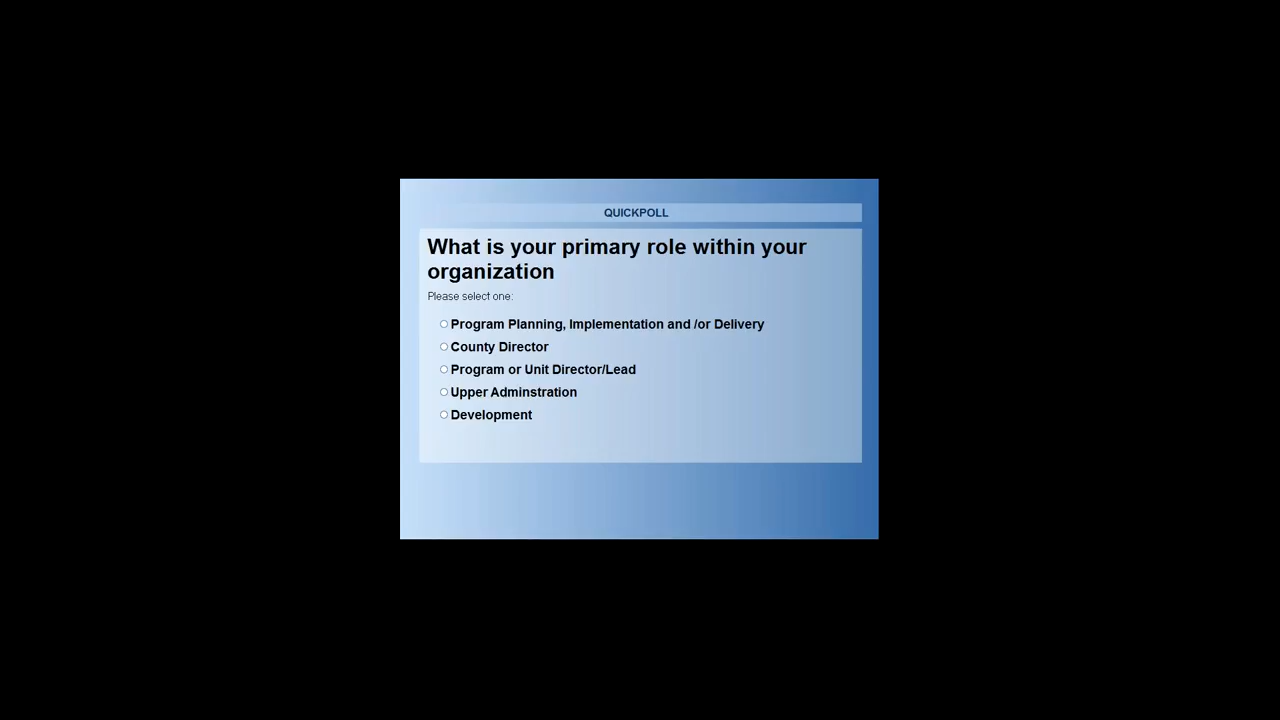 QUICKPOLL
What is your primary role within your
organization
Please select one:
Program Planning, Implementation and /or Delivery
County Director
Program or Unit Director/Lead
Upper Adminstration
Development